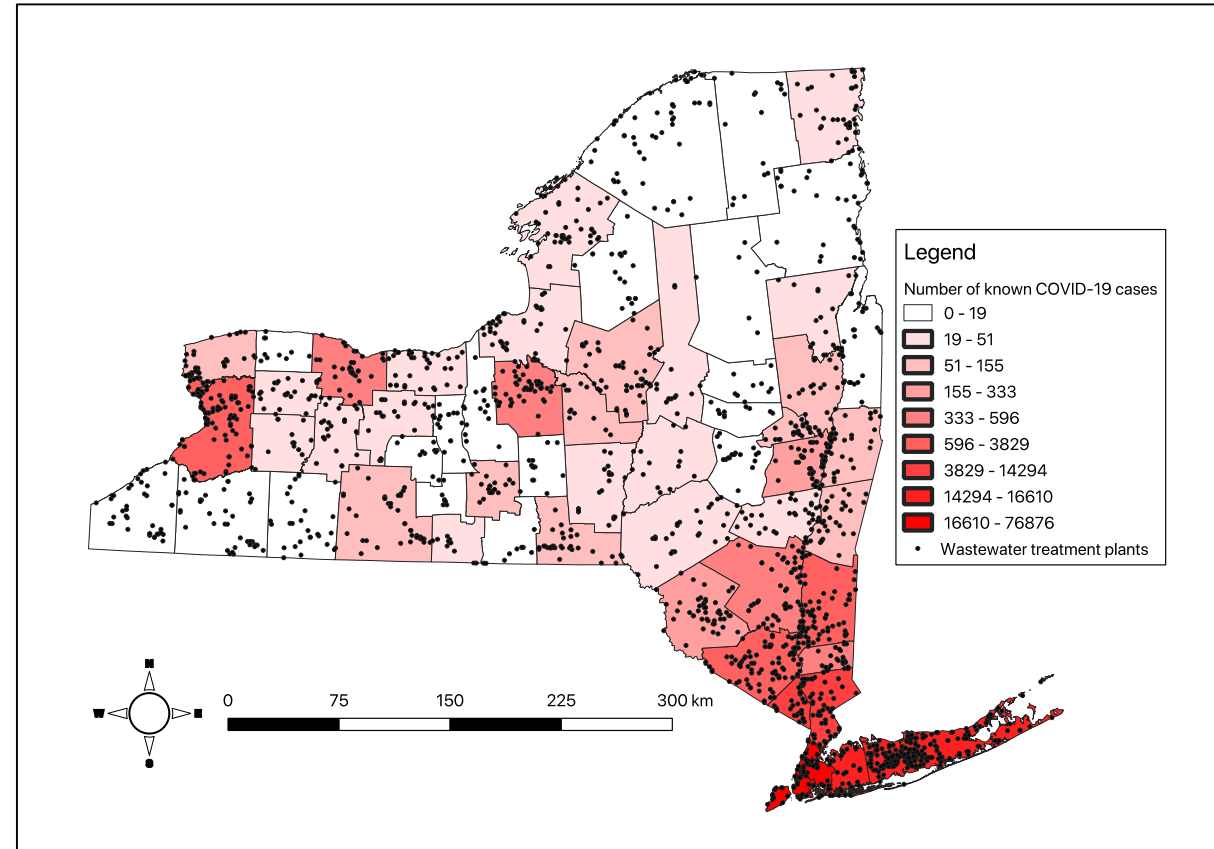 Legend
Number of known COVID-19 cases
0 - 19
19 - 51
51 - 155
155 - 333
333 - 596
596 - 3829
3829 - 14294
14294 - 16610
16610 - 76876
Wastewater treatment plants
N
W E
S
0 75 150 225 300 km